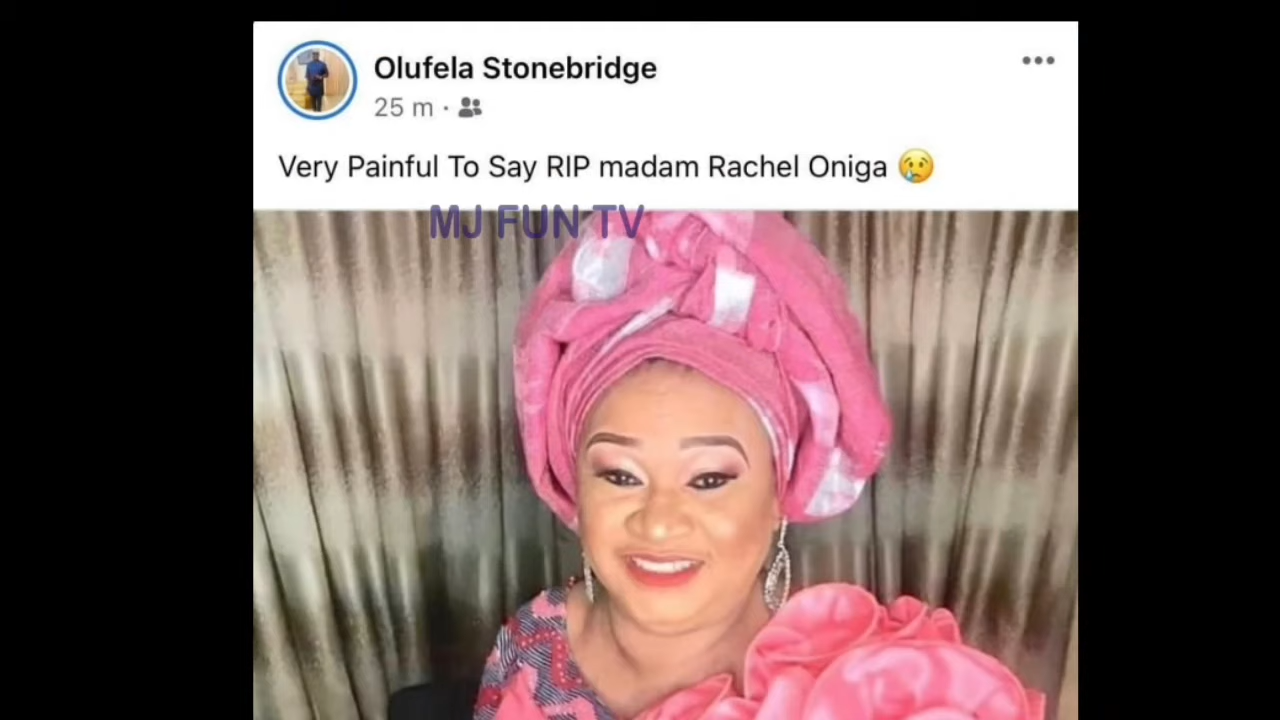 Olufela Stonebridge
25 m ·
Very Painful To Say RIP madam Rachel Oniga 😢
MJ FUN TV